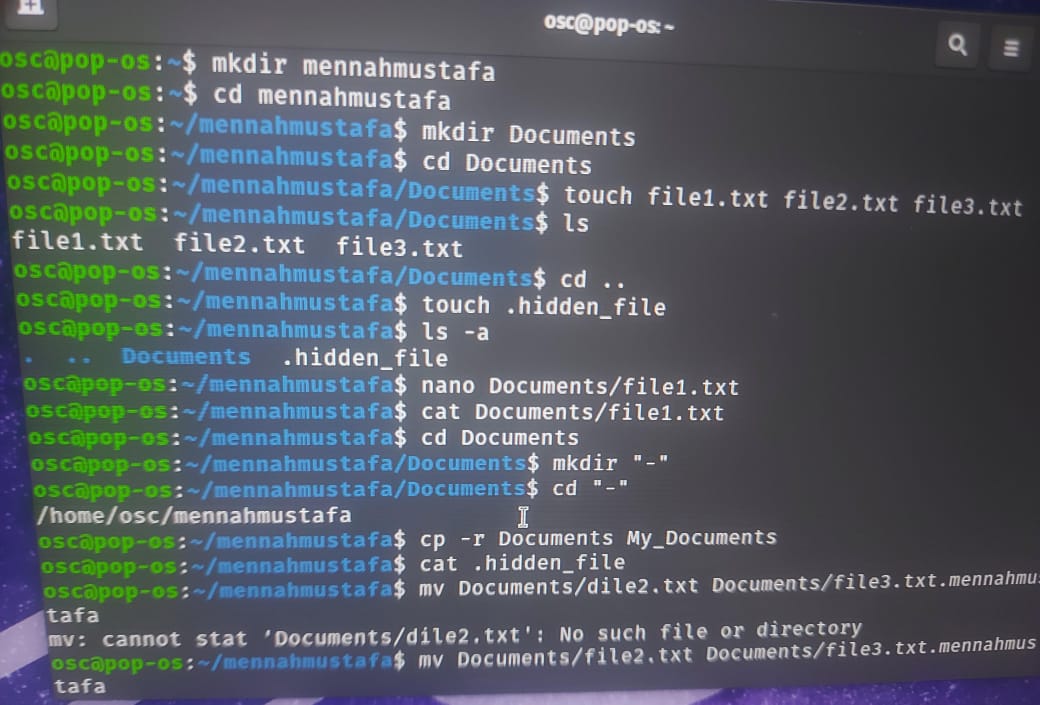 osc@pop-os: ~
osc@pop-os:~$ mkdir mennahmustafa
osc@pop-os:~$ cd mennahmustafa
osc@pop-os:~/mennahmustafa$ mkdir Documents
osc@pop-os:~/mennahmustafa$ cd Documents
osc@pop-os:~/mennahmustafa/Documents$ touch file1.txt file2.txt file3.txt
osc@pop-os:~/mennahmustafa/Documents$ ls
file1.txt  file2.txt  file3.txt
osc@pop-os:~/mennahmustafa/Documents$ cd ..
osc@pop-os:~/mennahmustafa$ touch .hidden_file
osc@pop-os:~/mennahmustafa$ ls -a
.  ..  Documents  .hidden_file
osc@pop-os:~/mennahmustafa$ nano Documents/file1.txt
osc@pop-os:~/mennahmustafa$ cat Documents/file1.txt
osc@pop-os:~/mennahmustafa$ cd Documents
osc@pop-os:~/mennahmustafa/Documents$ mkdir "-"
osc@pop-os:~/mennahmustafa/Documents$ cd "-"
/home/osc/mennahmustafa
osc@pop-os:~/mennahmustafa$ cp -r Documents My_Documents
osc@pop-os:~/mennahmustafa$ cat .hidden_file
osc@pop-os:~/mennahmustafa$ mv Documents/dile2.txt Documents/file3.txt.mennahmus
tafa
mv: cannot stat 'Documents/dile2.txt': No such file or directory
osc@pop-os:~/mennahmustafa$ mv Documents/file2.txt Documents/file3.txt.mennahmus
tafa